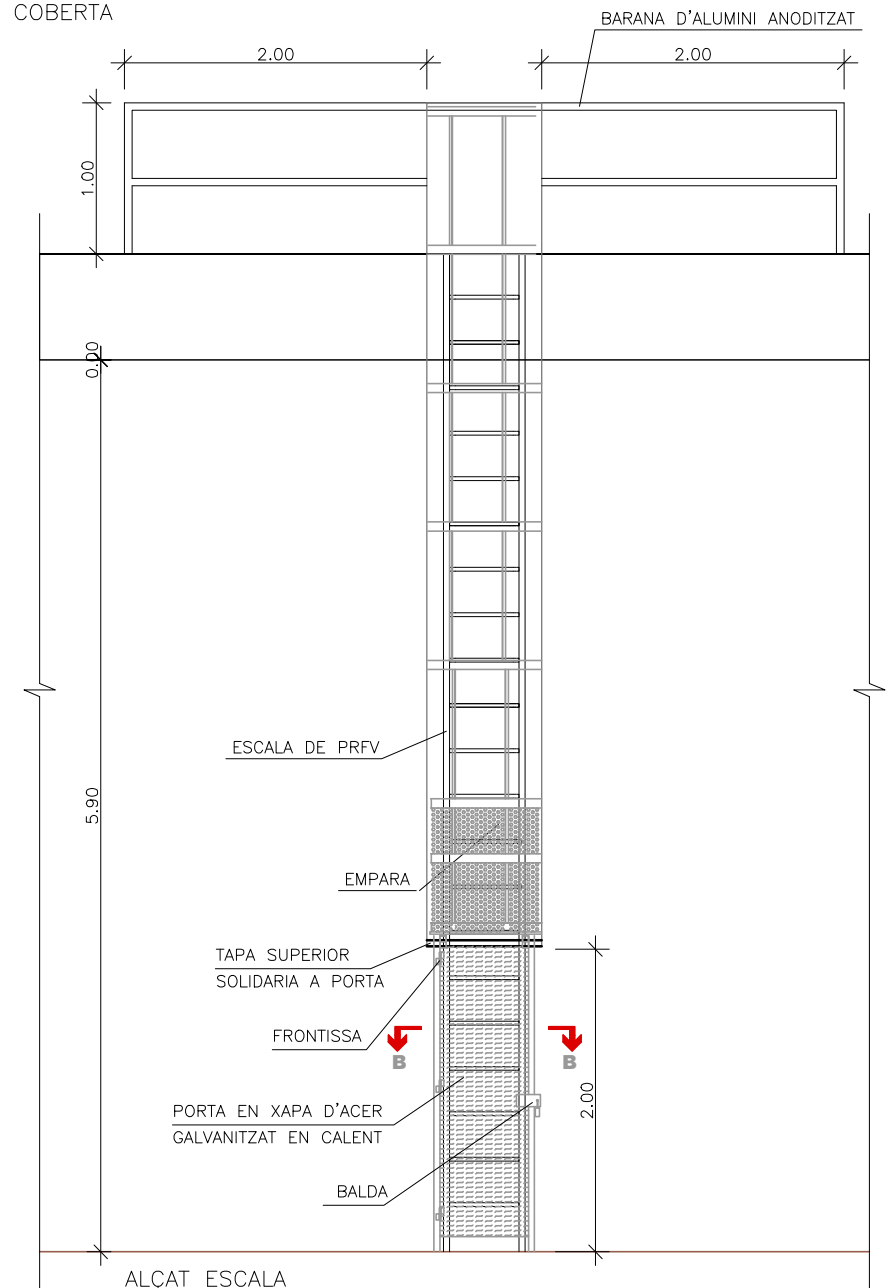 COBERTA
BARANA D'ALUMINI ANODITZAT
2.00
2.00
1.00
0.00
ESCALA DE PRFV
5.90
EMPARA
TAPA SUPERIOR
SOLIDARIA A PORTA
FRONTISSA
B
B
PORTA EN XAPA D'ACER
GALVANITZAT EN CALENT
2.00
BALDA
ALÇAT ESCALA